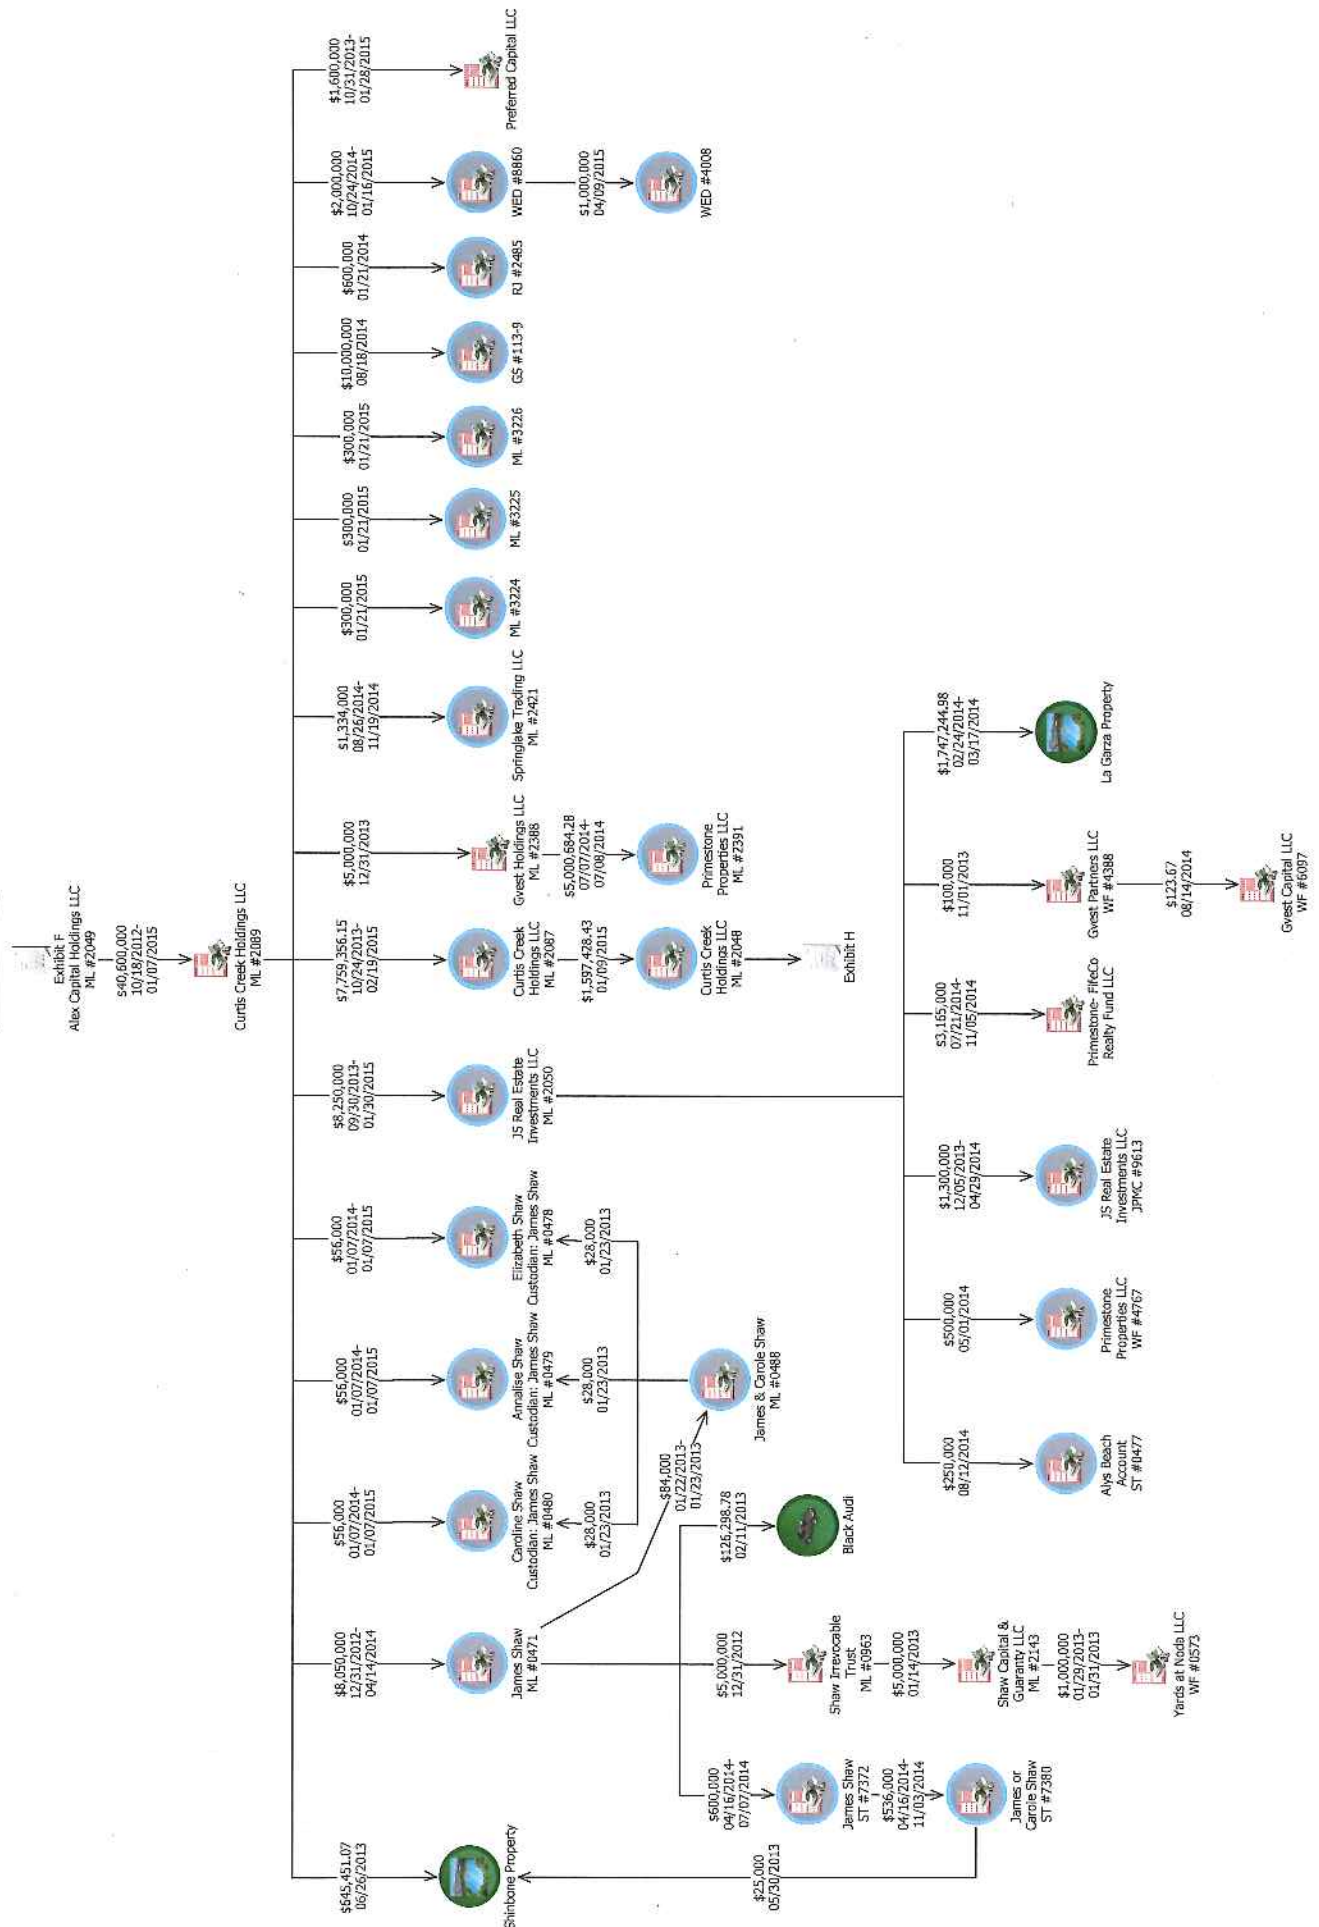 Exhibit F
Alex Capital Holdings LLC
ML #2049
$40,600,000
10/18/2012-
01/07/2015
Curtis Creek Holdings LLC
ML #2089
$645,451.07
06/26/2013
Shinbone Property
$8,050,000
12/31/2012-
04/14/2014
James Shaw
ML #0471
$56,000
01/07/2014-
01/07/2015
Caroline Shaw
Custodian: James Shaw
ML #0480
$56,000
01/07/2014-
01/07/2015
Annalise Shaw
Custodian: James Shaw
ML #0479
$56,000
01/07/2014-
01/07/2015
Elizabeth Shaw
Custodian: James Shaw
ML #0478
$8,250,000
09/30/2013-
01/30/2015
JS Real Estate
Investments LLC
ML #2050
$7,759,356.15
10/24/2013-
02/19/2015
Curtis Creek
Holdings LLC
ML #2087
$5,000,000
12/31/2013
Gvest Holdings LLC
ML #2388
$1,334,000
08/26/2014-
11/19/2014
Springlake Trading LLC
ML #2421
$300,000
01/21/2015
ML #3224
$300,000
01/21/2015
ML #3225
$300,000
01/21/2015
ML #3226
$10,000,000
08/18/2014
GS #113-9
$600,000
01/21/2014
RJ #2485
$2,000,000
10/24/2014-
01/16/2015
WED #8860
$1,600,000
10/31/2013-
01/28/2015
Preferred Capital LLC
$28,000
01/23/2013
$28,000
01/23/2013
$28,000
01/23/2013
$1,597,428.43
01/09/2015
Curtis Creek
Holdings LLC
ML #2048
Exhibit H
$5,000,684.28
07/07/2014-
07/08/2014
Primestone
Properties LLC
ML #2391
$1,000,000
04/09/2015
WED #4008
$84,000
01/22/2013-
01/23/2013
James & Carole Shaw
ML #0488
$600,000
04/16/2014-
07/07/2014
James Shaw
ST #7372
$5,000,000
12/31/2012
Shaw Irrevocable
Trust
ML #0963
$126,298.78
02/11/2013
Black Audi
$536,000
04/16/2014-
11/03/2014
James or
Carole Shaw
ST #7380
$25,000
05/30/2013
$5,000,000
01/14/2013
Shaw Capital &
Guaranty LLC
ML #2143
$1,000,000
01/29/2013-
01/31/2013
Yards at Noda LLC
WF #0573
$250,000
08/12/2014
Alys Beach
Account
ST #0477
$500,000
05/01/2014
Primestone
Properties LLC
WF #4767
$1,300,000
12/05/2013-
04/29/2014
JS Real Estate
Investments LLC
JPMC #9613
$3,165,000
07/21/2014-
11/05/2014
Primestone- FifeCo
Realty Fund LLC
$100,000
11/01/2013
Gvest Partners LLC
WF #4388
$1,747,244.98
02/24/2014-
03/17/2014
La Garza Property
$123.67
08/14/2014
Gvest Capital LLC
WF #6097